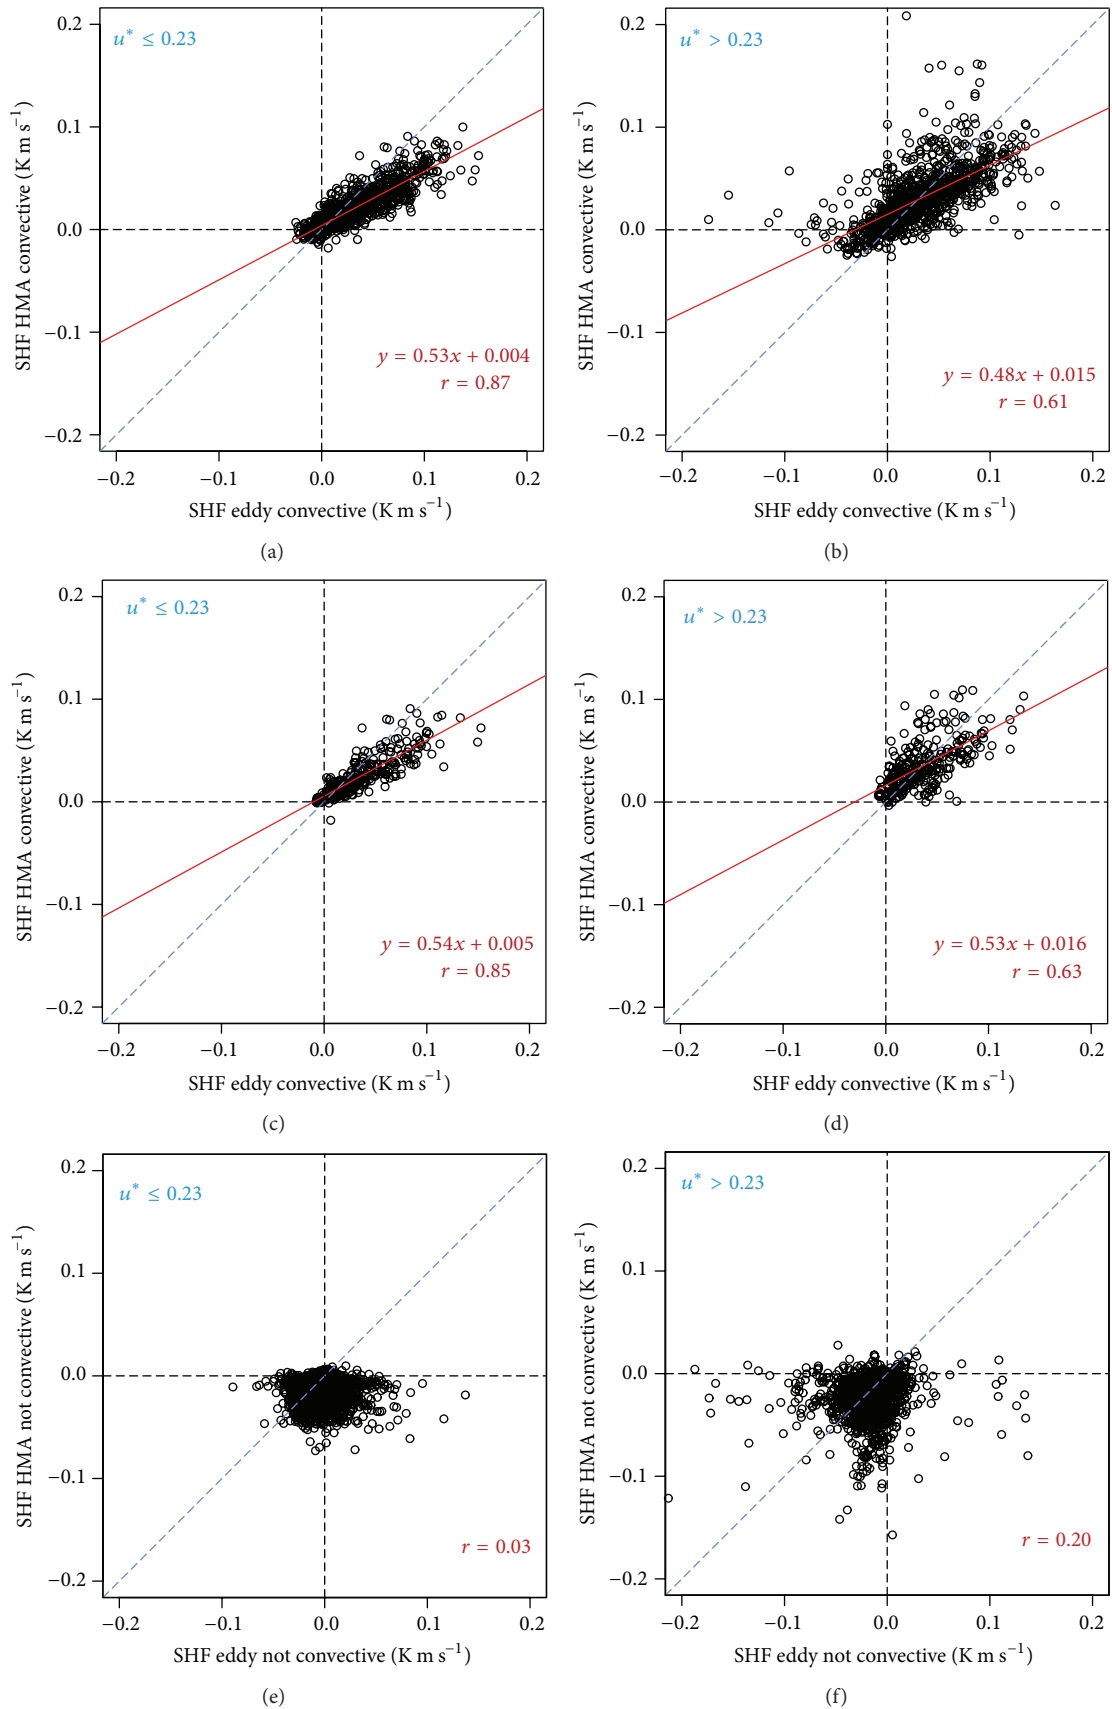 u* ≤ 0.23
0.2
0.1
0.0
−0.1
−0.2
SHF HMA convective (K m s⁻¹)
y = 0.53x + 0.004
r = 0.87
−0.2 −0.1 0.0 0.1 0.2
SHF eddy convective (K m s⁻¹)
(a)
u* > 0.23
0.2
0.1
0.0
−0.1
−0.2
SHF HMA convective (K m s⁻¹)
y = 0.48x + 0.015
r = 0.61
−0.2 −0.1 0.0 0.1 0.2
SHF eddy convective (K m s⁻¹)
(b)
u* ≤ 0.23
0.2
0.1
0.0
−0.1
−0.2
SHF HMA convective (K m s⁻¹)
y = 0.54x + 0.005
r = 0.85
−0.2 −0.1 0.0 0.1 0.2
SHF eddy convective (K m s⁻¹)
(c)
u* > 0.23
0.2
0.1
0.0
−0.1
−0.2
SHF HMA convective (K m s⁻¹)
y = 0.53x + 0.016
r = 0.63
−0.2 −0.1 0.0 0.1 0.2
SHF eddy convective (K m s⁻¹)
(d)
u* ≤ 0.23
0.2
0.1
0.0
−0.1
−0.2
SHF HMA not convective (K m s⁻¹)
r = 0.03
−0.2 −0.1 0.0 0.1 0.2
SHF eddy not convective (K m s⁻¹)
(e)
u* > 0.23
0.2
0.1
0.0
−0.1
−0.2
SHF HMA not convective (K m s⁻¹)
r = 0.20
−0.2 −0.1 0.0 0.1 0.2
SHF eddy not convective (K m s⁻¹)
(f)